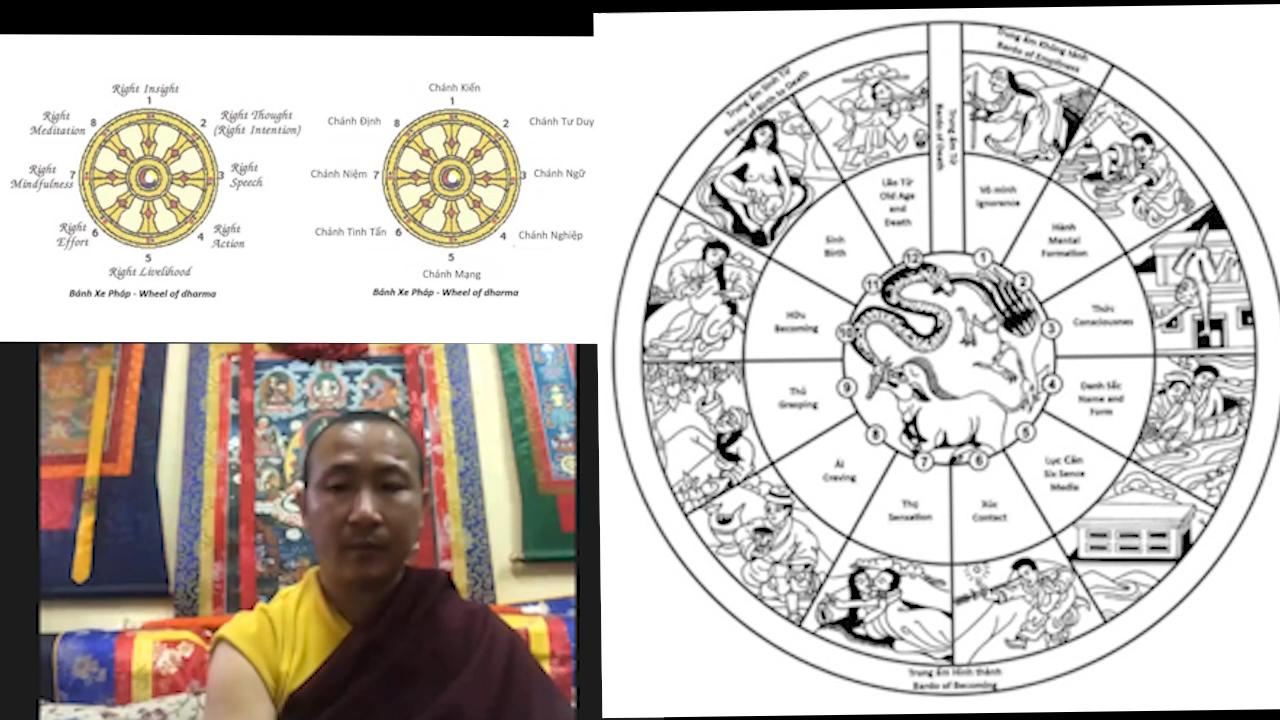 Right Insight
1
Right
Meditation
8
2
Right Thought
(Right Intention)
Right
Mindfulness
7
3
Right
Speech
Right
Effort
6
4
Right
Action
5
Right Livelihood
Bánh Xe Pháp - Wheel of dharma
Chánh Kiến
1
Chánh Định
8
2
Chánh Tư Duy
Chánh Niệm
7
3
Chánh Ngữ
Chánh Tinh Tấn
6
4
Chánh Nghiệp
5
Chánh Mạng
Bánh Xe Pháp - Wheel of dharma
Trung ấm Sinh Tử
Bardo of Birth to Death
Trung ấm Tử
Bardo of Death
Trung ấm Không tánh
Bardo of Emptiness
Lão Tử
Old Age
and
Death
Vô minh
Ignorance
Sinh
Birth
Hành
Mental
Formation
Hữu
Becoming
Thức
Consciousness
Thủ
Grasping
Danh Sắc
Name and
Form
Ái
Craving
Lục Căn
Six Sence
Media
Thọ
Sensation
Xúc
Contact
12
1
11
2
10
3
9
4
8
5
7
6
Trung ấm Hình thành
Bardo of Becoming